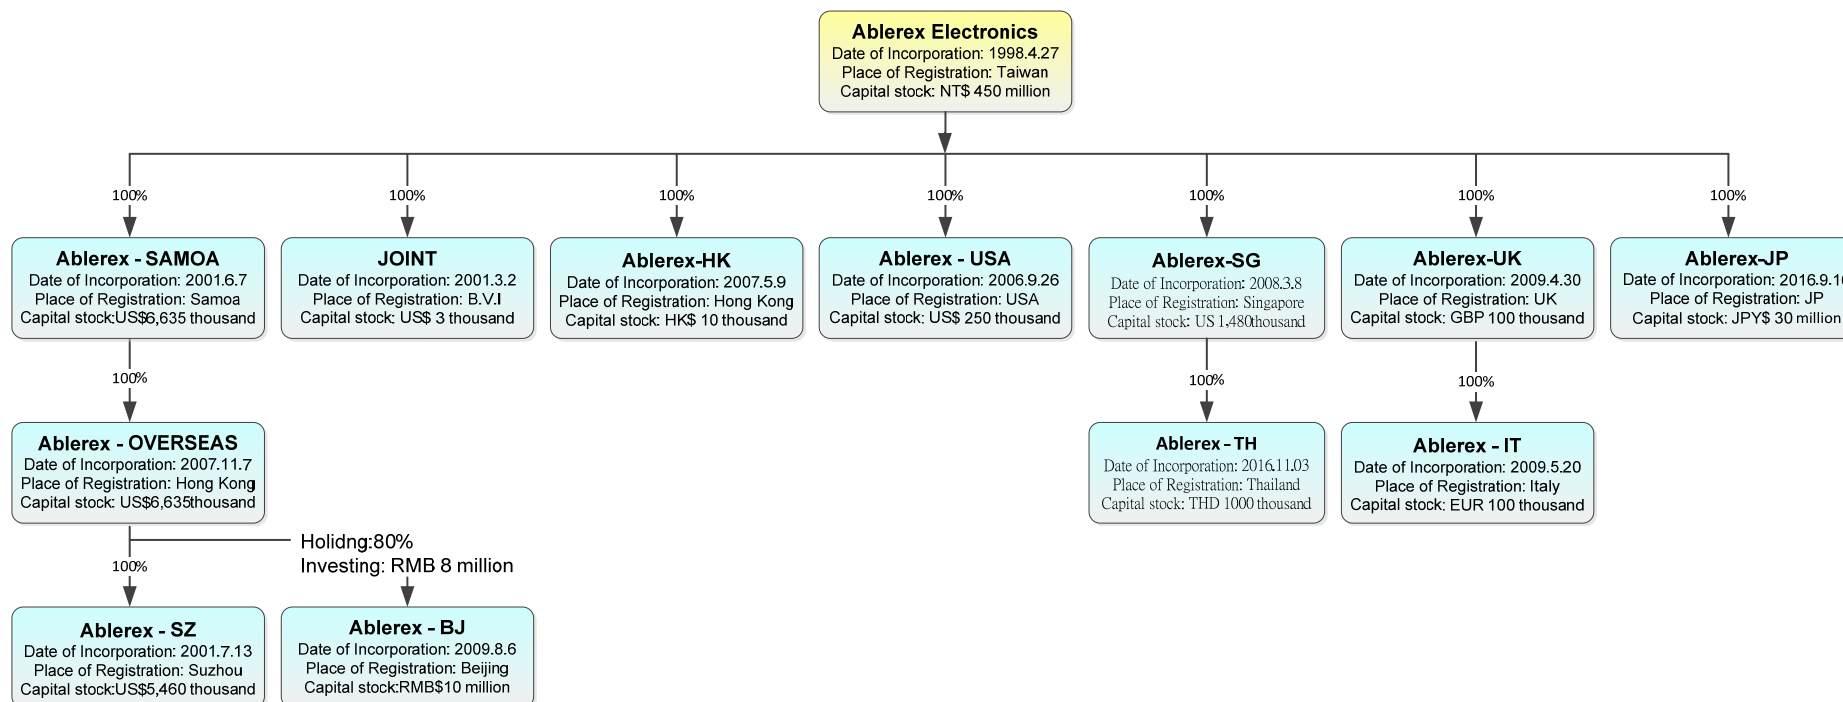 Ablerex Electronics
Date of Incorporation: 1998.4.27
Place of Registration: Taiwan
Capital stock: NT$ 450 million
100%
100%
100%
100%
100%
100%
100%
Ablerex - SAMOA
Date of Incorporation: 2001.6.7
Place of Registration: Samoa
Capital stock:US$6,635 thousand
JOINT
Date of Incorporation: 2001.3.2
Place of Registration: B.V.I
Capital stock: US$ 3 thousand
Ablerex-HK
Date of Incorporation: 2007.5.9
Place of Registration: Hong Kong
Capital stock: HK$ 10 thousand
Ablerex - USA
Date of Incorporation: 2006.9.26
Place of Registration: USA
Capital stock: US$ 250 thousand
Ablerex-SG
Date of Incorporation: 2008.3.8
Place of Registration: Singapore
Capital stock: US 1,480thousand
Ablerex-UK
Date of Incorporation: 2009.4.30
Place of Registration: UK
Capital stock: GBP 100 thousand
Ablerex-JP
Date of Incorporation:
Place of Registration: JP
Capital stock: JPY$ 30 million
100%
100%
100%
Ablerex - OVERSEAS
Date of Incorporation: 2007.11.7
Place of Registration: Hong Kong
Capital stock: US$6,635thousand
Ablerex - TH
Date of Incorporation: 2016.11.03
Place of Registration: Thailand
Capital stock: THD 1000 thousand
Ablerex - IT
Date of Incorporation: 2009.5.20
Place of Registration: Italy
Capital stock: EUR 100 thousand
Holidng:80%
Investing: RMB 8 million
100%
Ablerex - SZ
Date of Incorporation: 2001.7.13
Place of Registration: Suzhou
Capital stock:US$5,460 thousand
Ablerex - BJ
Date of Incorporation: 2009.8.6
Place of Registration: Beijing
Capital stock:RMB$10 million